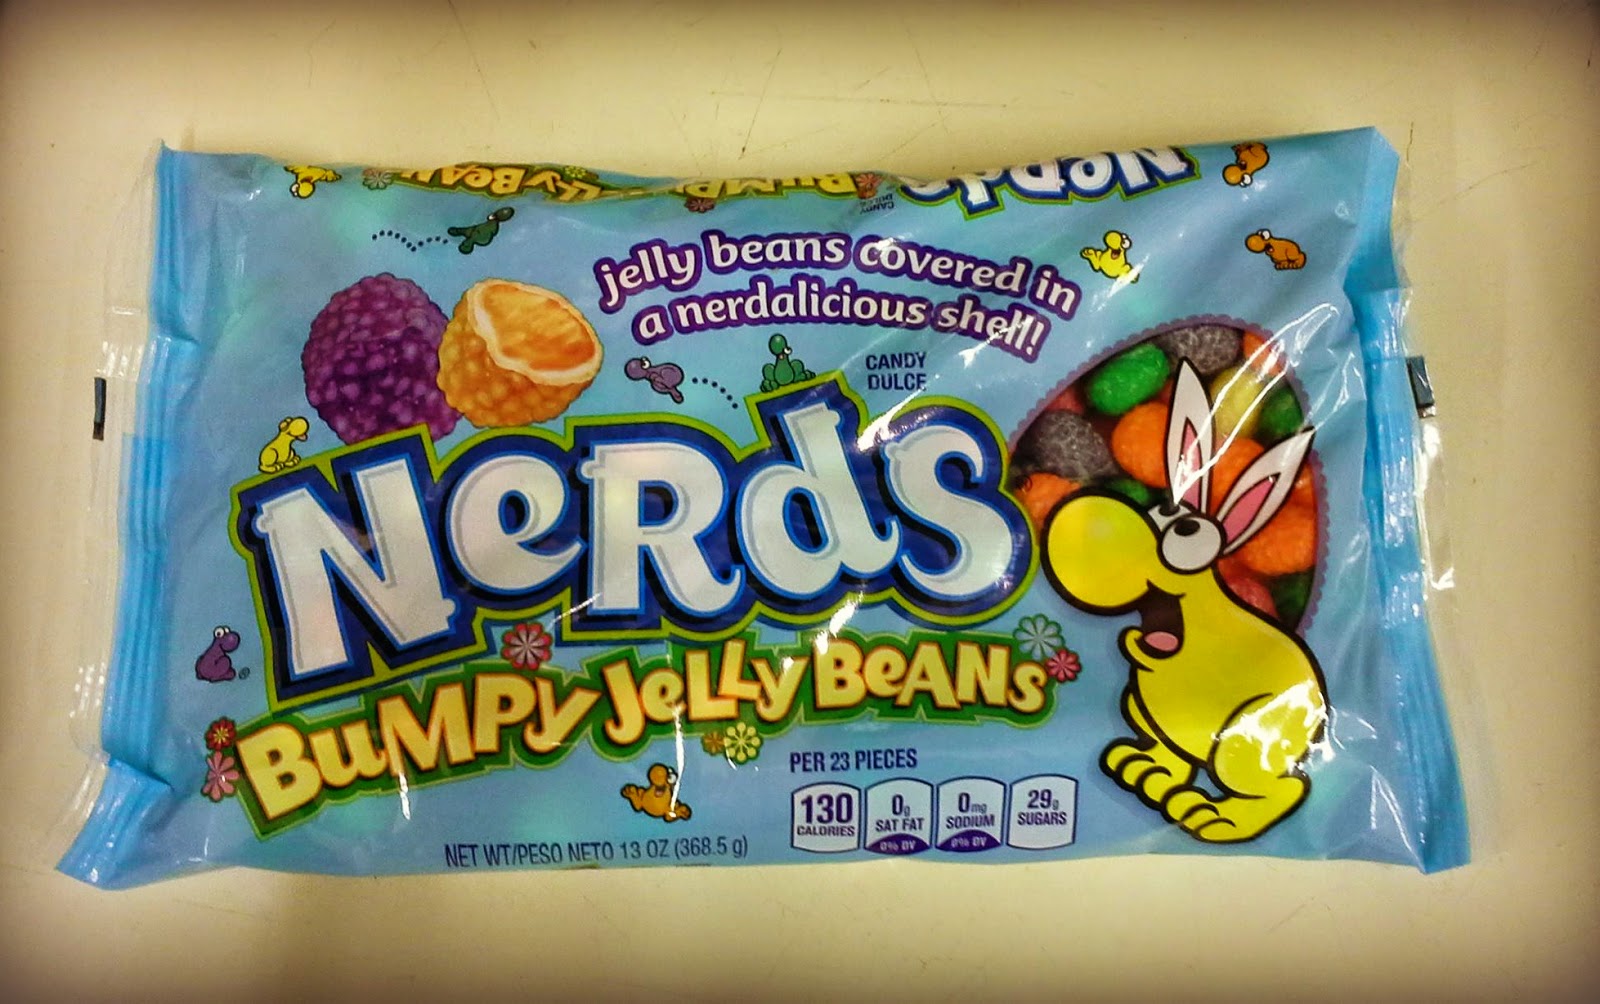 Nerds
jelly beans covered in
a nerdalicious shell!
CANDY
DULCE
Nerds
BUMPY JeLLy BeANs
®
PER 23 PIECES
130
CALORIES
0g
SAT FAT
0% DV
0mg
SODIUM
0% DV
29g
SUGARS
NET WT/PESO NETO 13 OZ (368.5 g)